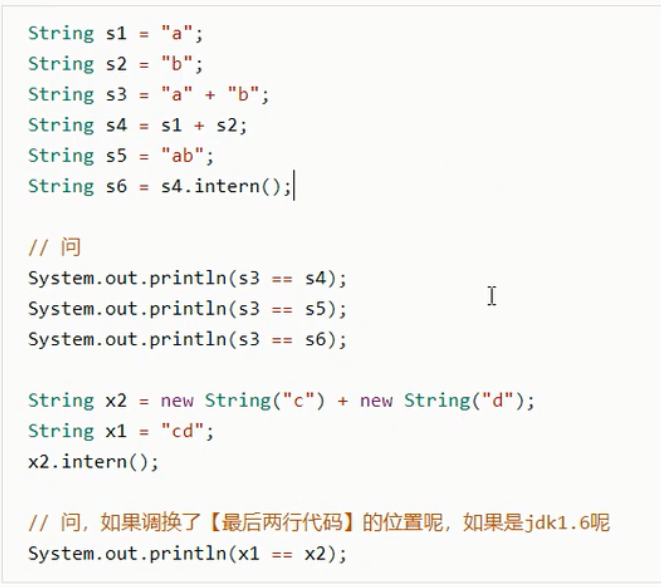 String s1 = "a";
String s2 = "b";
String s3 = "a" + "b";
String s4 = s1 + s2;
String s5 = "ab";
String s6 = s4.intern();
// 问
System.out.println(s3 == s4);
System.out.println(s3 == s5);
System.out.println(s3 == s6);
String x2 = new String("c") + new String("d");
String x1 = "cd";
x2.intern();
// 问，如果调换了【最后两行代码】的位置呢，如果是jdk1.6呢
System.out.println(x1 == x2);